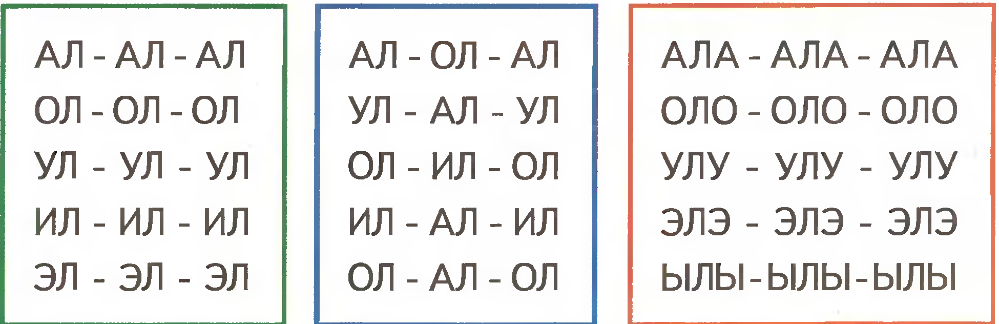 АЛ - АЛ - АЛ
ОЛ - ОЛ - ОЛ
УЛ - УЛ - УЛ
ИЛ - ИЛ - ИЛ
ЭЛ - ЭЛ - ЭЛ
АЛ - ОЛ - АЛ
УЛ - АЛ - УЛ
ОЛ - ИЛ - ОЛ
ИЛ - АЛ - ИЛ
ОЛ - АЛ - ОЛ
АЛА - АЛА - АЛА
ОЛО - ОЛО - ОЛО
УЛУ - УЛУ - УЛУ
ЭЛЭ - ЭЛЭ - ЭЛЭ
ЫЛЫ-ЫЛЫ-ЫЛЫ